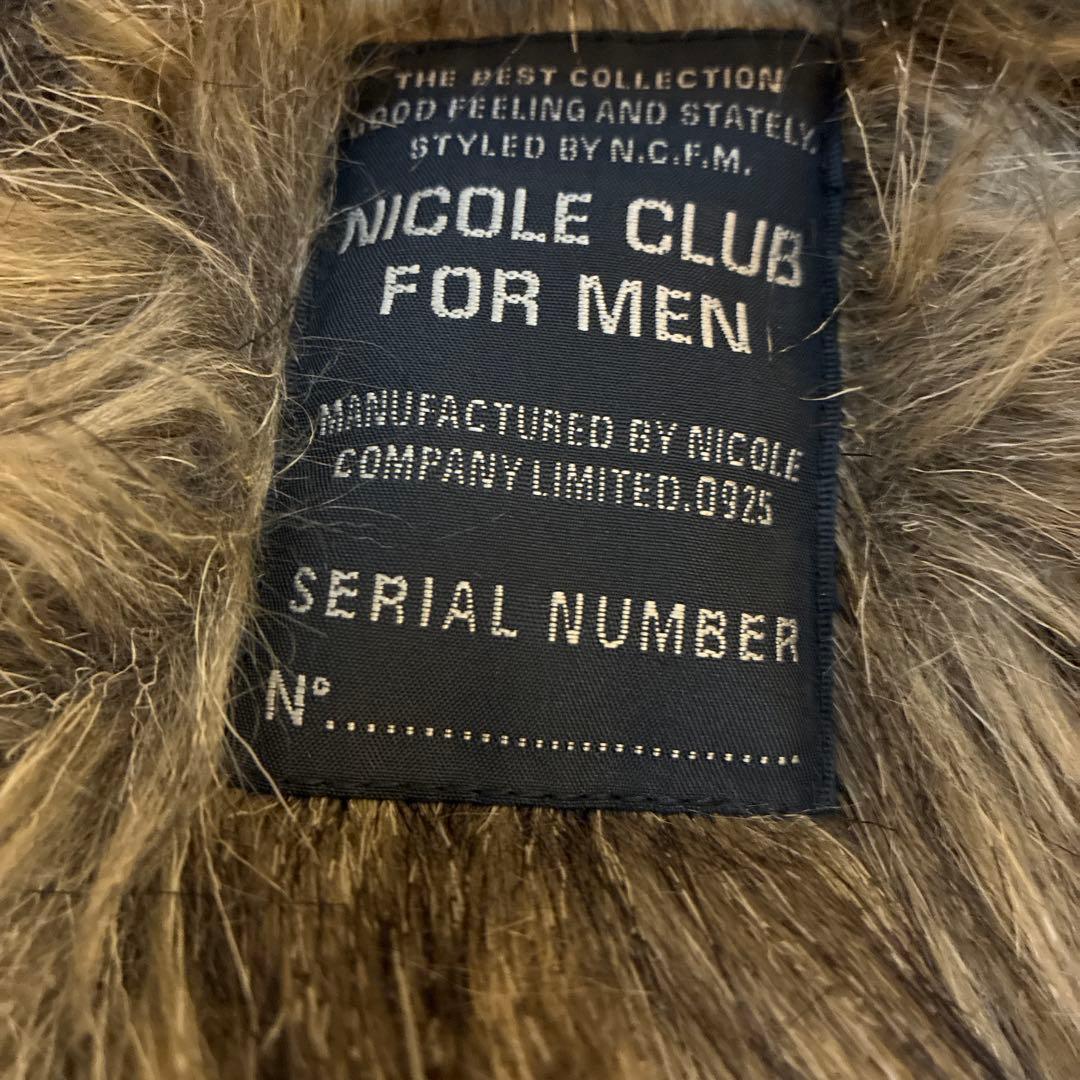 THE BEST COLLECTION
MOOD FEELING AND STATELY.
STYLED BY N.C.F.M.
NICOLE CLUB
FOR MEN
MANUFACTURED BY NICOLE
COMPANY LIMITED.0925
SERIAL NUMBER
N°........................